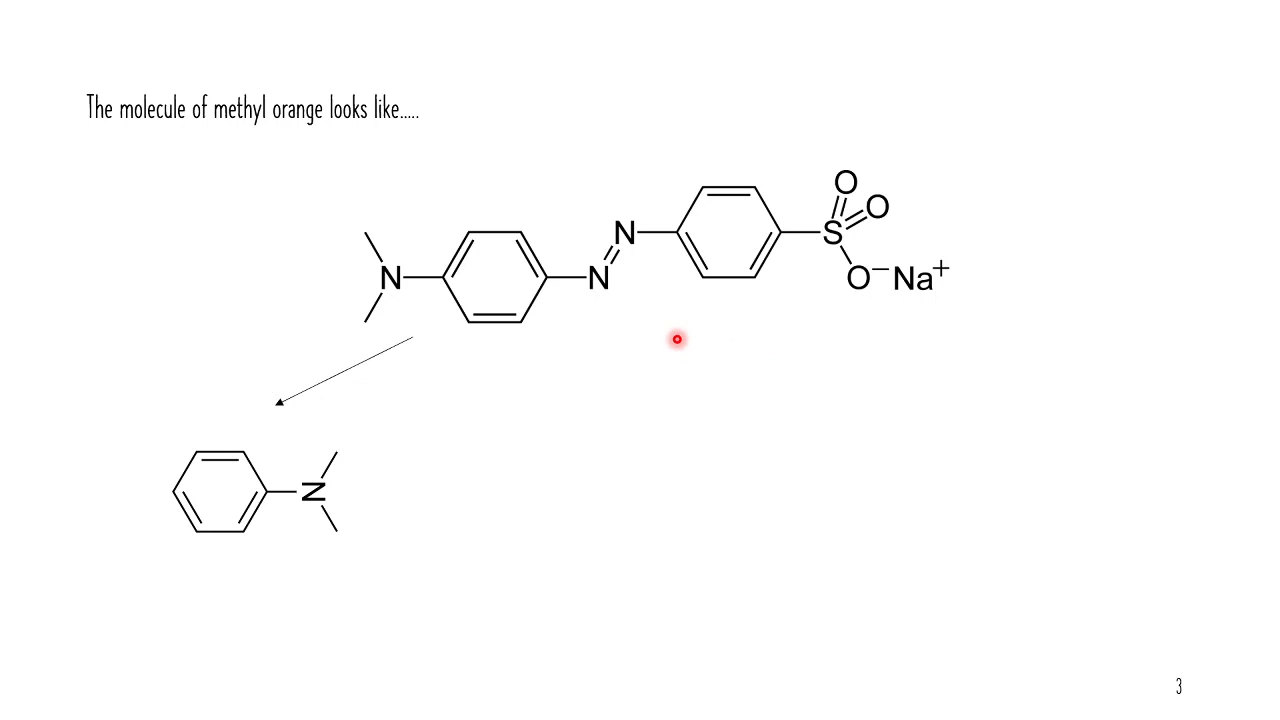 The molecule of methyl orange looks like.....
O
O
N
S
N
N
O⁻ Na⁺
N
3